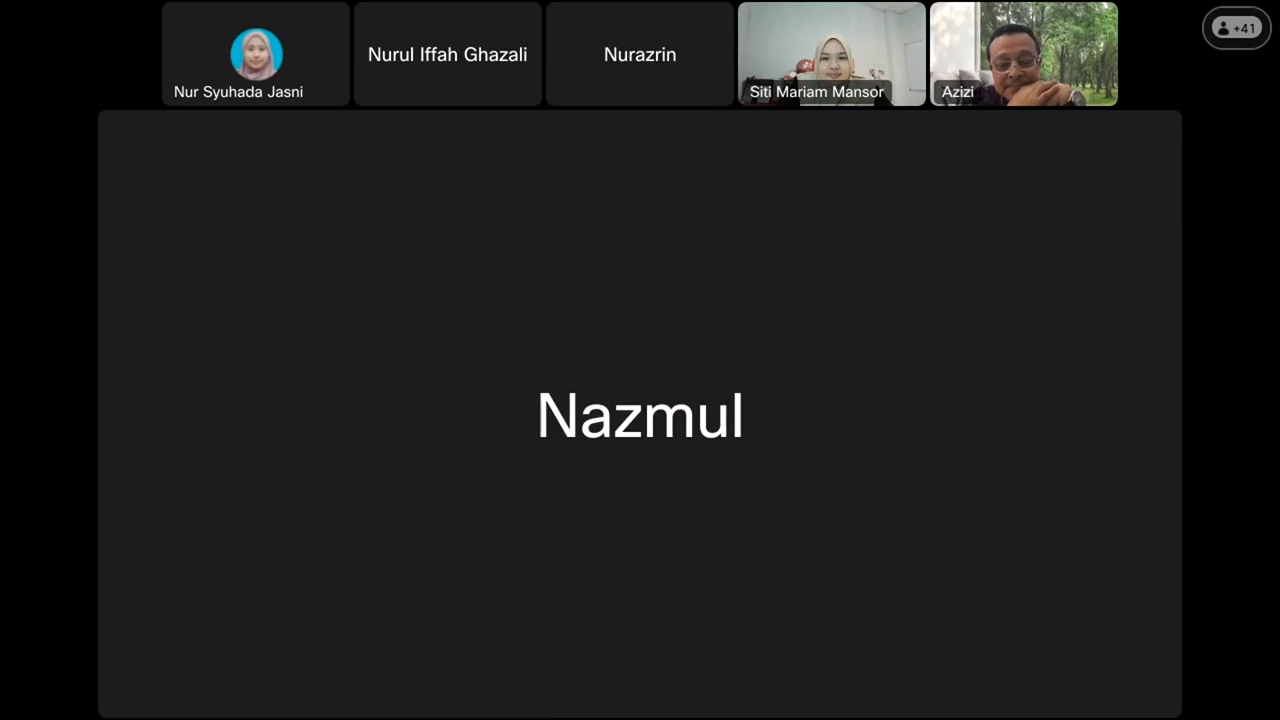 Nur Syuhada Jasni
Nurul Iffah Ghazali
Nurazrin
Siti Mariam Mansor
Azizi
+41
Nazmul